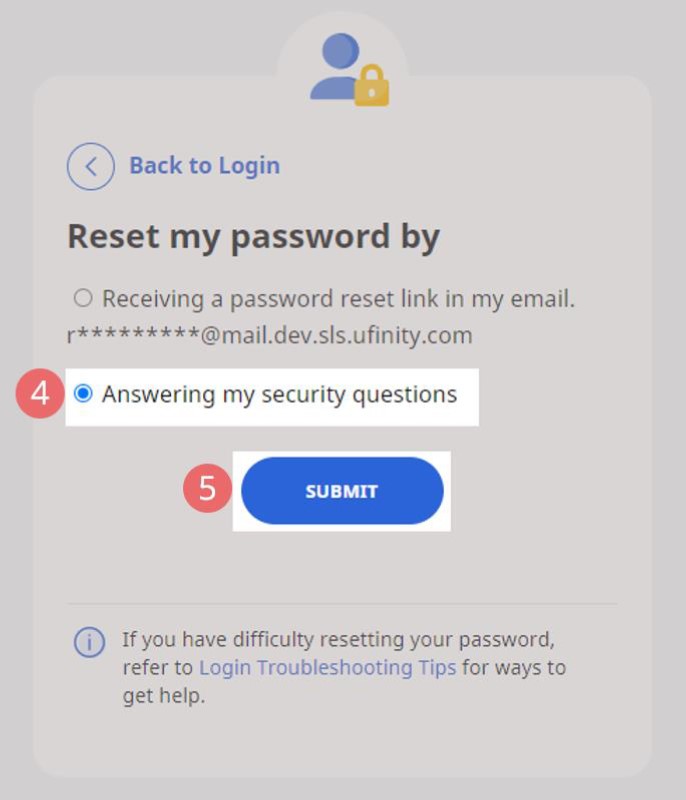 Back to Login
Reset my password by
Receiving a password reset link in my email.
r*********@mail.dev.sls.ufinity.com
4 Answering my security questions
5 SUBMIT
If you have difficulty resetting your password,
refer to Login Troubleshooting Tips for ways to
get help.